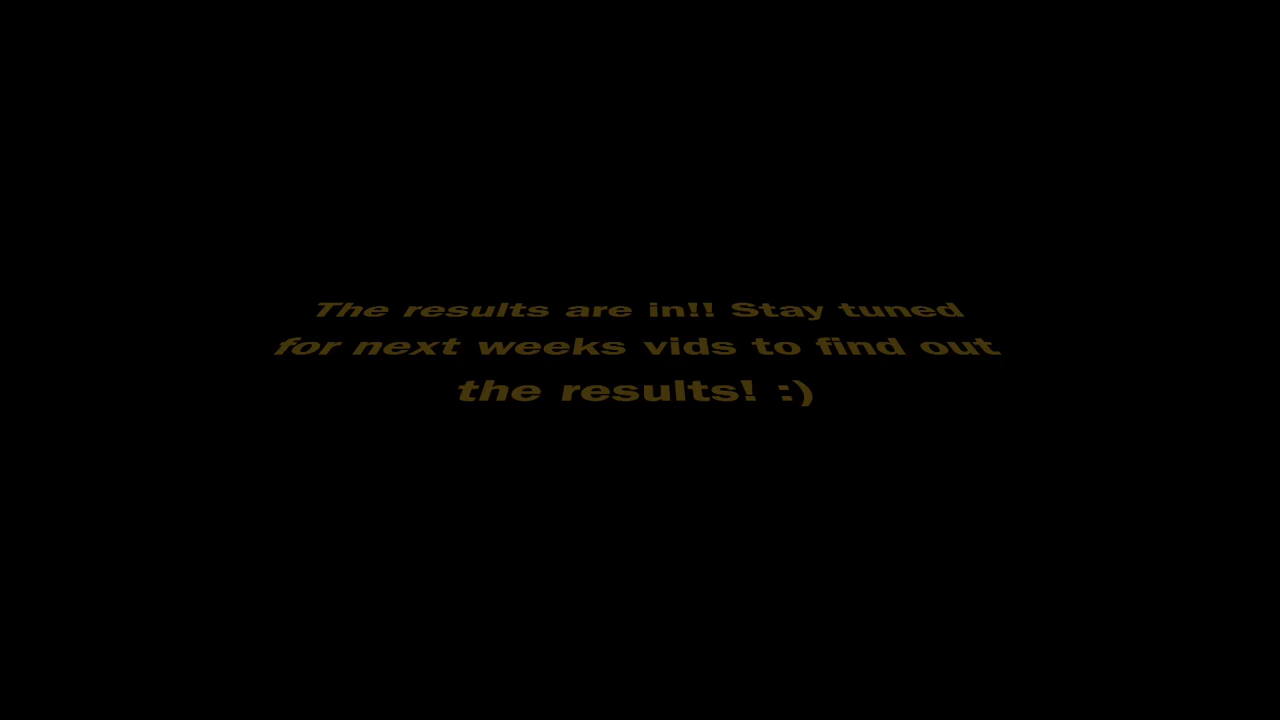 The results are in!! Stay tuned
for next weeks vids to find out
the results! :)